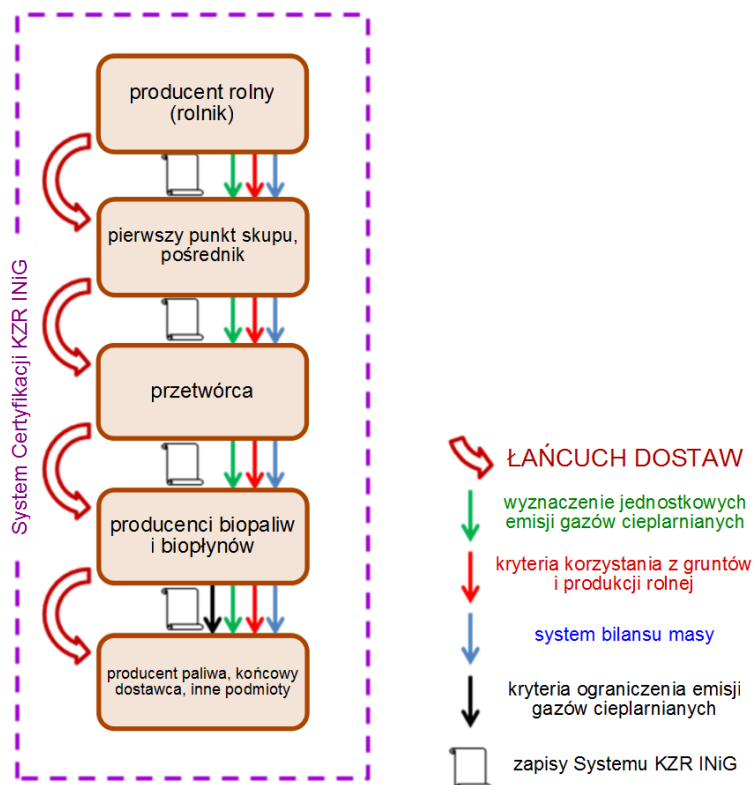 producent rolny
(rolnik)
pierwszy punkt skupu,
pośrednik
przetwórca
producenci biopaliw
i biopłynów
producent paliwa, końcowy
dostawca, inne podmioty
System Certyfikacji KZR INiG
ŁAŃCUCH DOSTAW
wyznaczenie jednostkowych
emisji gazów cieplarnianych
kryteria korzystania z gruntów
i produkcji rolnej
system bilansu masy
kryteria ograniczenia emisji
gazów cieplarnianych
zapisy Systemu KZR INiG